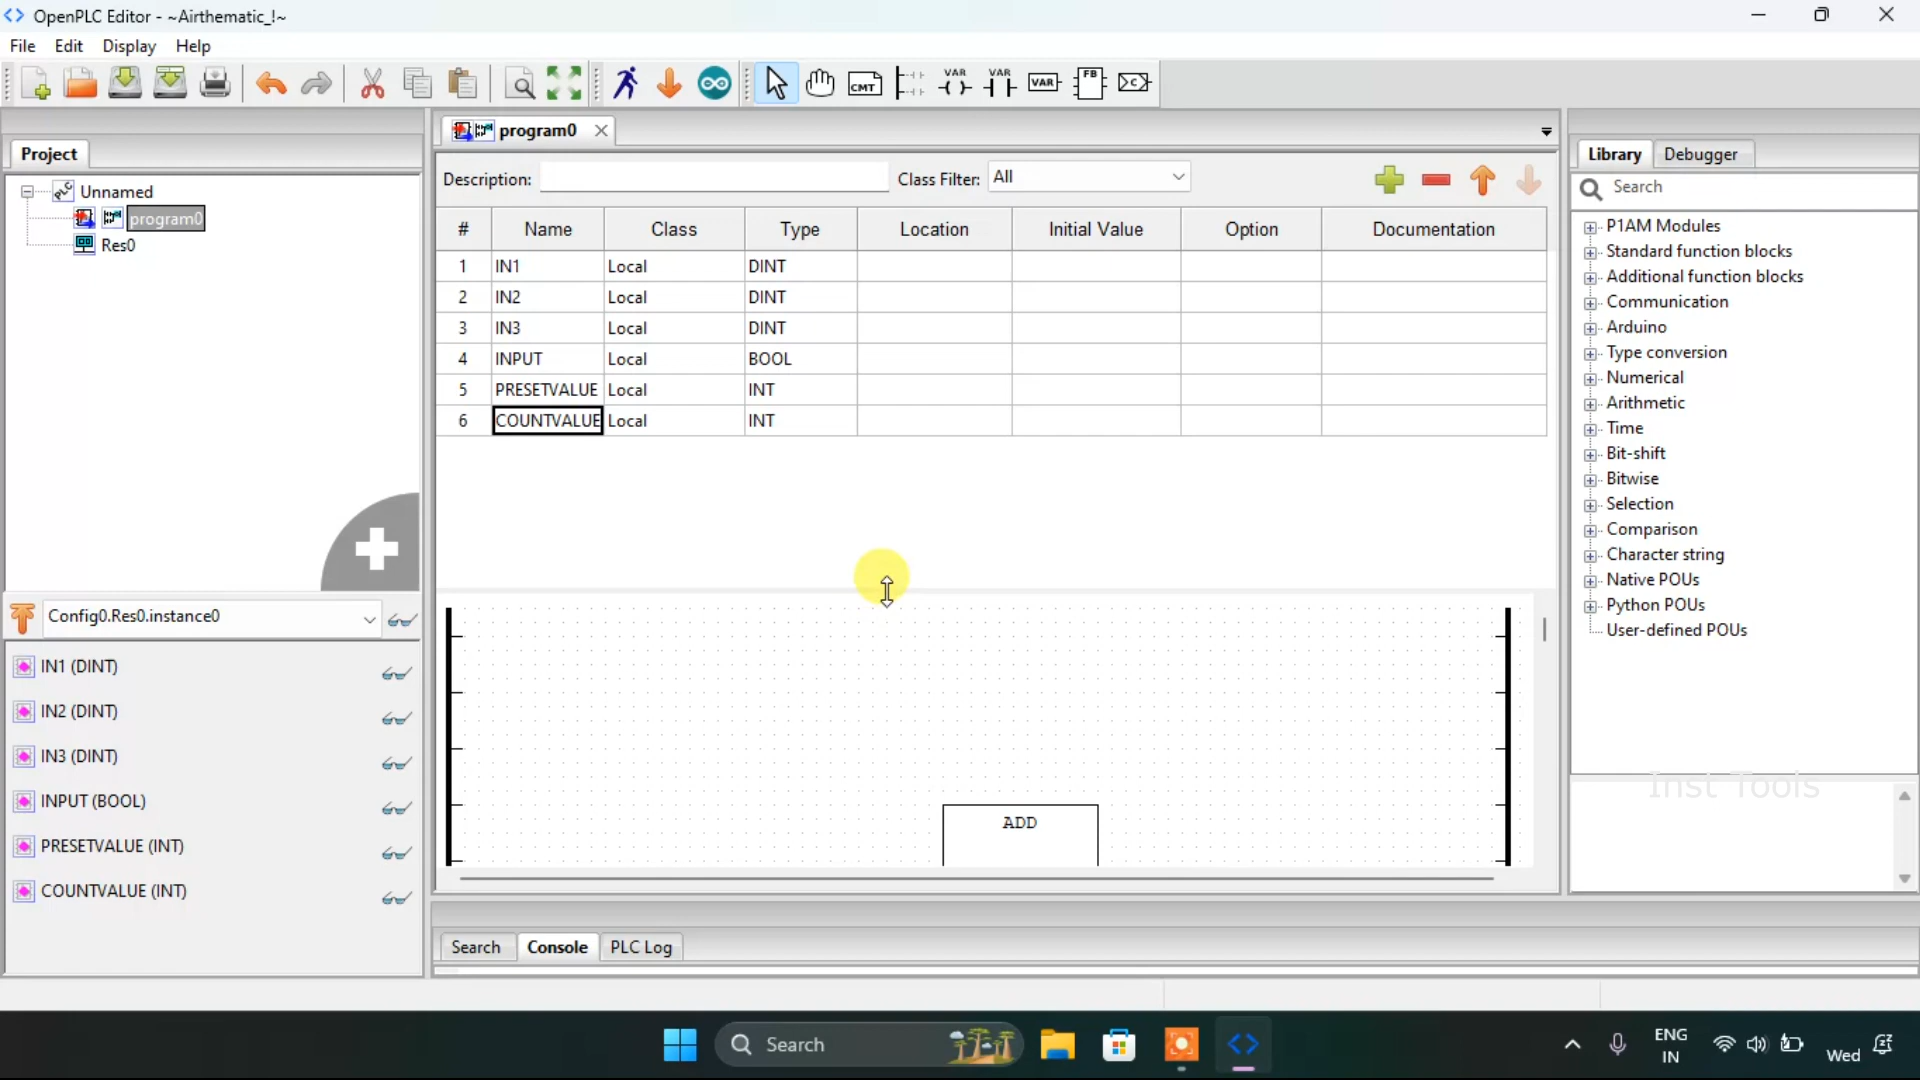 OpenPLC Editor - ~Airthematic_!~
File Edit Display Help
CMT VAR VAR VAR FB C
Project
Unnamed
program0
Res0
Config0.Res0.instance0
IN1 (DINT)
IN2 (DINT)
IN3 (DINT)
INPUT (BOOL)
PRESETVALUE (INT)
COUNTVALUE (INT)
program0
Description: Class Filter: All
# Name Class Type Location Initial Value Option Documentation
1 IN1 Local DINT
2 IN2 Local DINT
3 IN3 Local DINT
4 INPUT Local BOOL
5 PRESETVALUE Local INT
6 COUNTVALUE Local INT
ADD
Search Console PLC Log
Library Debugger
Search
P1AM Modules
Standard function blocks
Additional function blocks
Communication
Arduino
Type conversion
Numerical
Arithmetic
Time
Bit-shift
Bitwise
Selection
Comparison
Character string
Native POUs
Python POUs
User-defined POUs
Inst Tools
Search
ENG
IN
Wed